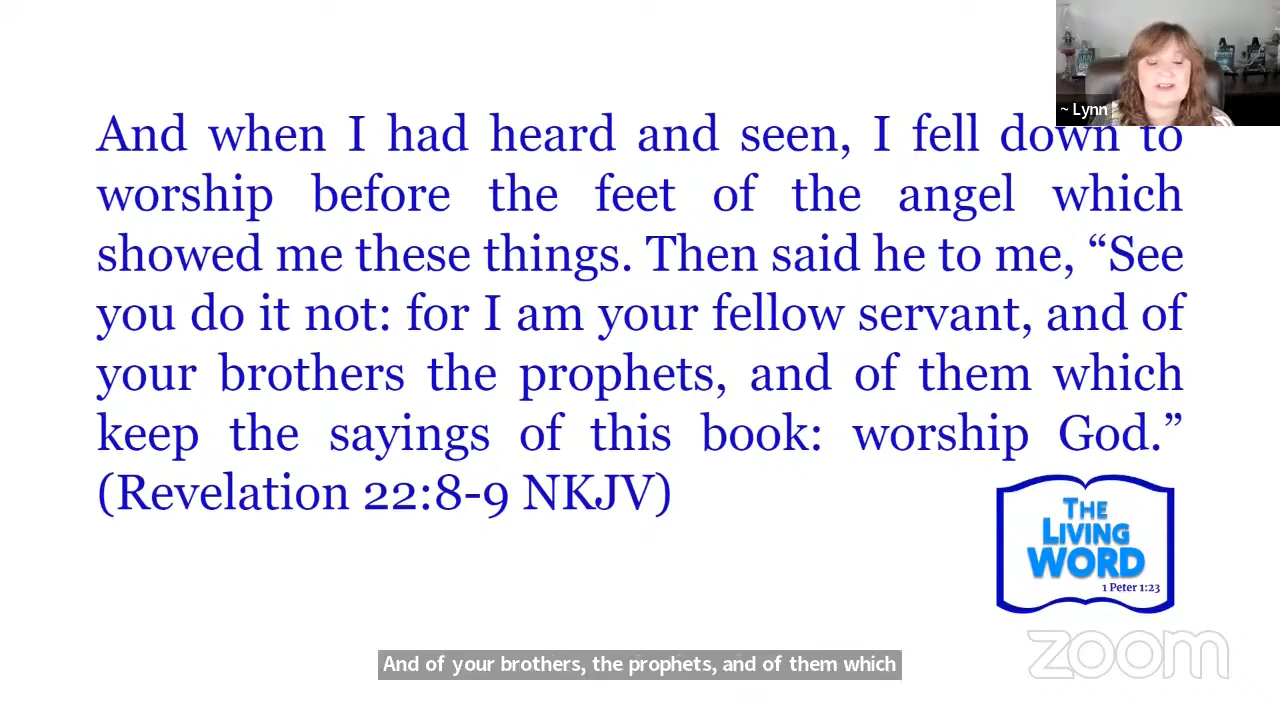 ~ Lynn
And when I had heard and seen, I fell down to
worship before the feet of the angel which
showed me these things. Then said he to me, “See
you do it not: for I am your fellow servant, and of
your brothers the prophets, and of them which
keep the sayings of this book: worship God.”
(Revelation 22:8-9 NKJV)
THE
LIVING
WORD
1 Peter 1:23
zoom
And of your brothers, the prophets, and of them which